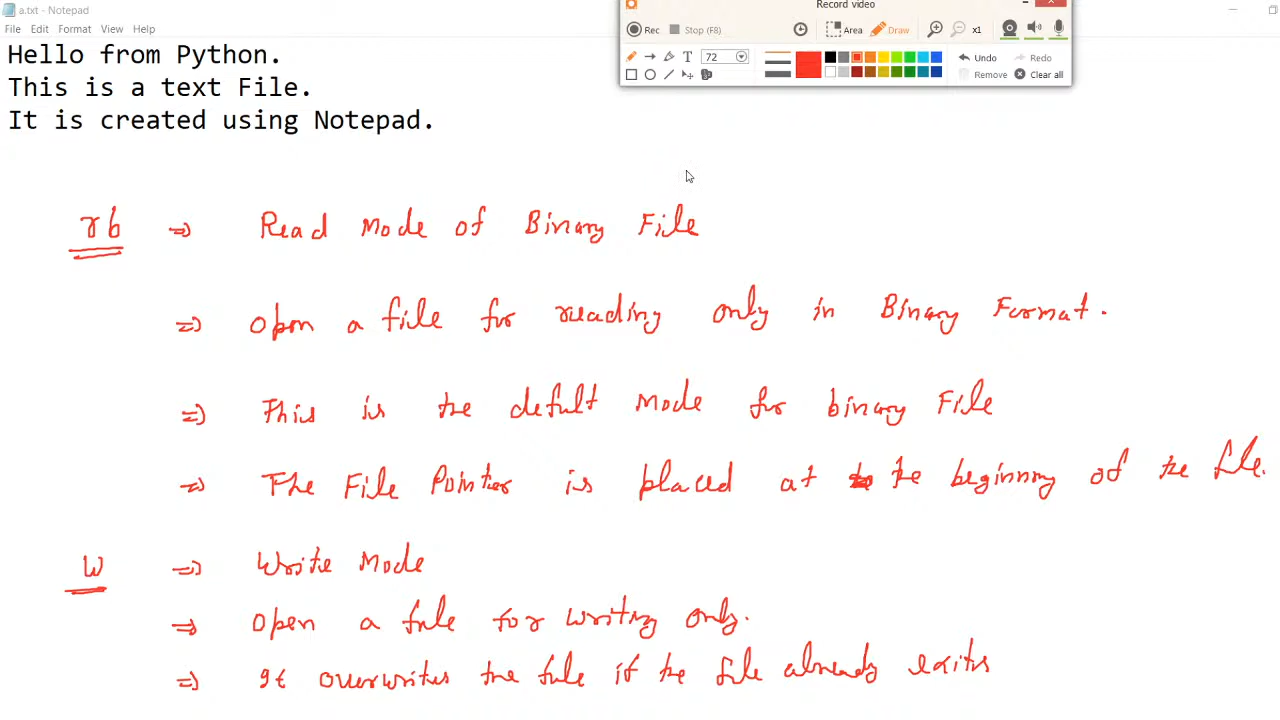 a.txt - Notepad
File Edit Format View Help
Record video
Rec Stop (F8) Area Draw x1
T 72 Undo Redo
Remove Clear all
Hello from Python.
This is a text File.
It is created using Notepad.
rb => Read Mode of Binary File
=> Open a file for reading only in Binary Format.
=> This is the defult Mode for binary File
=> The File Pointer is placed at the beginning of the file.
W => Write Mode
=> Open a file for writing only.
=> It overwrites the file if the file already exits